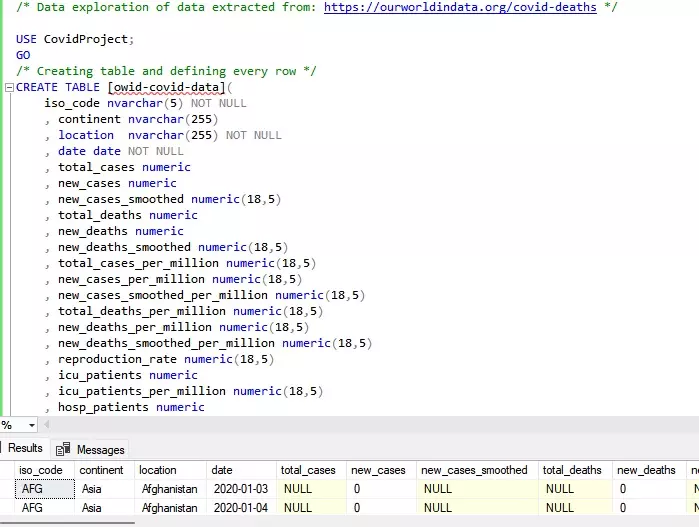 /* Data exploration of data extracted from: https://ourworldindata.org/covid-deaths */
USE CovidProject;
GO
/* Creating table and defining every row */
CREATE TABLE [owid-covid-data](
iso_code nvarchar(5) NOT NULL
, continent nvarchar(255)
, location  nvarchar(255) NOT NULL
, date date NOT NULL
, total_cases numeric
, new_cases numeric
, new_cases_smoothed numeric(18,5)
, total_deaths numeric
, new_deaths numeric
, new_deaths_smoothed numeric(18,5)
, total_cases_per_million numeric(18,5)
, new_cases_per_million numeric(18,5)
, new_cases_smoothed_per_million numeric(18,5)
, total_deaths_per_million numeric(18,5)
, new_deaths_per_million numeric(18,5)
, new_deaths_smoothed_per_million numeric(18,5)
, reproduction_rate numeric(18,5)
, icu_patients numeric
, icu_patients_per_million numeric(18,5)
, hosp_patients numeric
%
Results Messages
iso_code continent location date total_cases new_cases new_cases_smoothed total_deaths new_deaths
AFG Asia Afghanistan 2020-01-03 NULL 0 NULL NULL 0
AFG Asia Afghanistan 2020-01-04 NULL 0 NULL NULL 0